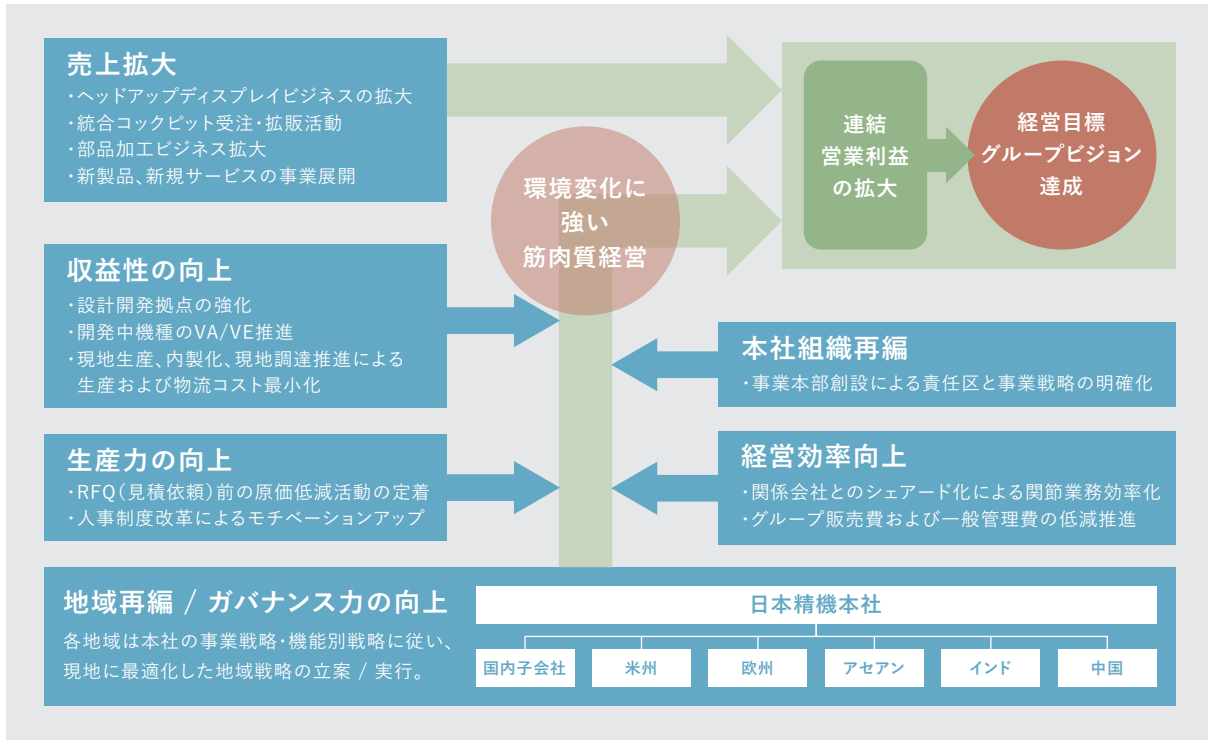 売上拡大
・ヘッドアップディスプレイビジネスの拡大
・統合コックピット受注・拡販活動
・部品加工ビジネス拡大
・新製品、新規サービスの事業展開
環境変化に
強い
筋肉質経営
連結
営業利益
の拡大
経営目標
グループビジョン
達成
収益性の向上
・設計開発拠点の強化
・開発中機種のVA/VE推進
・現地生産、内製化、現地調達推進による
生産および物流コスト最小化
本社組織再編
・事業本部創設による責任区と事業戦略の明確化
生産力の向上
・RFQ(見積依頼)前の原価低減活動の定着
・人事制度改革によるモチベーションアップ
経営効率向上
・関係会社とのシェアード化による関節業務効率化
・グループ販売費および一般管理費の低減推進
地域再編 / ガバナンス力の向上
各地域は本社の事業戦略・機能別戦略に従い、
現地に最適化した地域戦略の立案 / 実行。
日本精機本社
国内子会社
米州
欧州
アセアン
インド
中国